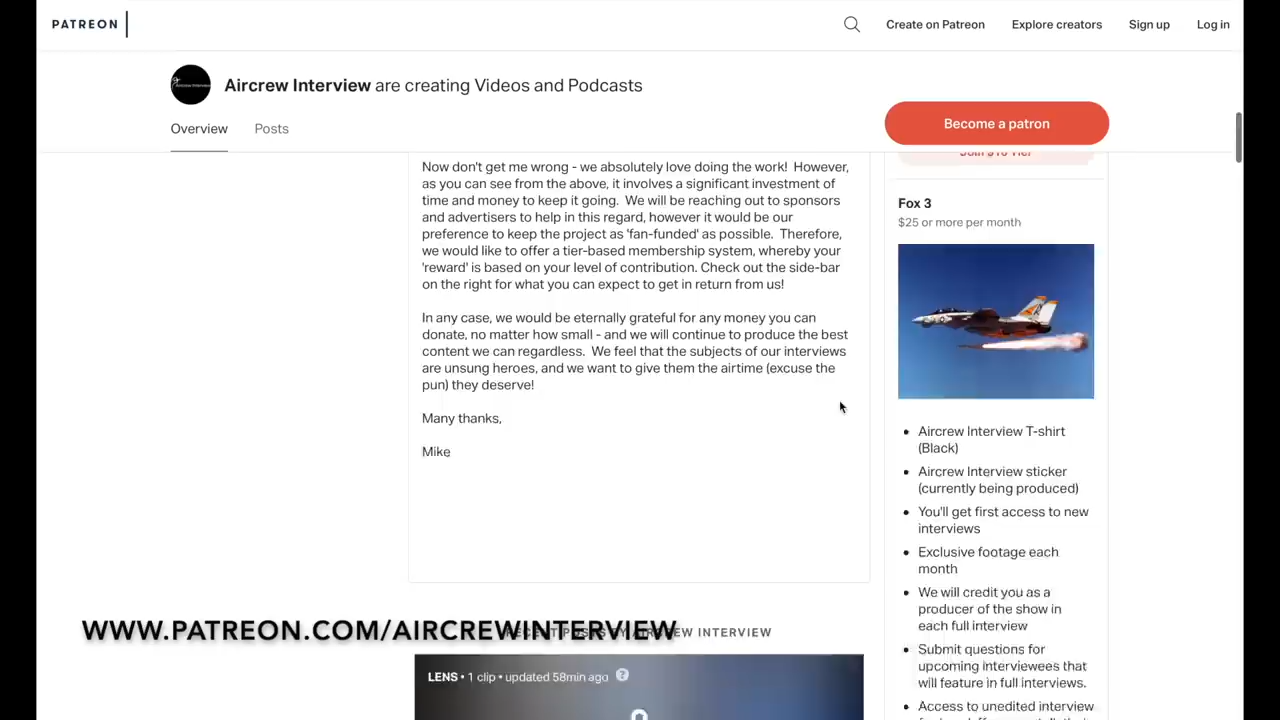 PATREON
Create on Patreon
Explore creators
Sign up
Log in
Aircrew Interview are creating Videos and Podcasts
Overview
Posts
Become a patron
Now don't get me wrong - we absolutely love doing the work! However,
as you can see from the above, it involves a significant investment of
time and money to keep it going. We will be reaching out to sponsors
and advertisers to help in this regard, however it would be our
preference to keep the project as 'fan-funded' as possible. Therefore,
we would like to offer a tier-based membership system, whereby your
'reward' is based on your level of contribution. Check out the side-bar
on the right for what you can expect to get in return from us!
In any case, we would be eternally grateful for any money you can
donate, no matter how small - and we will continue to produce the best
content we can regardless. We feel that the subjects of our interviews
are unsung heroes, and we want to give them the airtime (excuse the
pun) they deserve!
Many thanks,
Mike
Join $10 Tier
Fox 3
$25 or more per month
Aircrew Interview T-shirt
(Black)
Aircrew Interview sticker
(currently being produced)
You'll get first access to new
interviews
Exclusive footage each
month
We will credit you as a
producer of the show in
each full interview
Submit questions for
upcoming interviewees that
will feature in full interviews.
Access to unedited interview
WWW.PATREON.COM/AIRCREWINTERVIEW
RECENT POSTS BY AIRCREW INTERVIEW
LENS • 1 clip • updated 58min ago ?